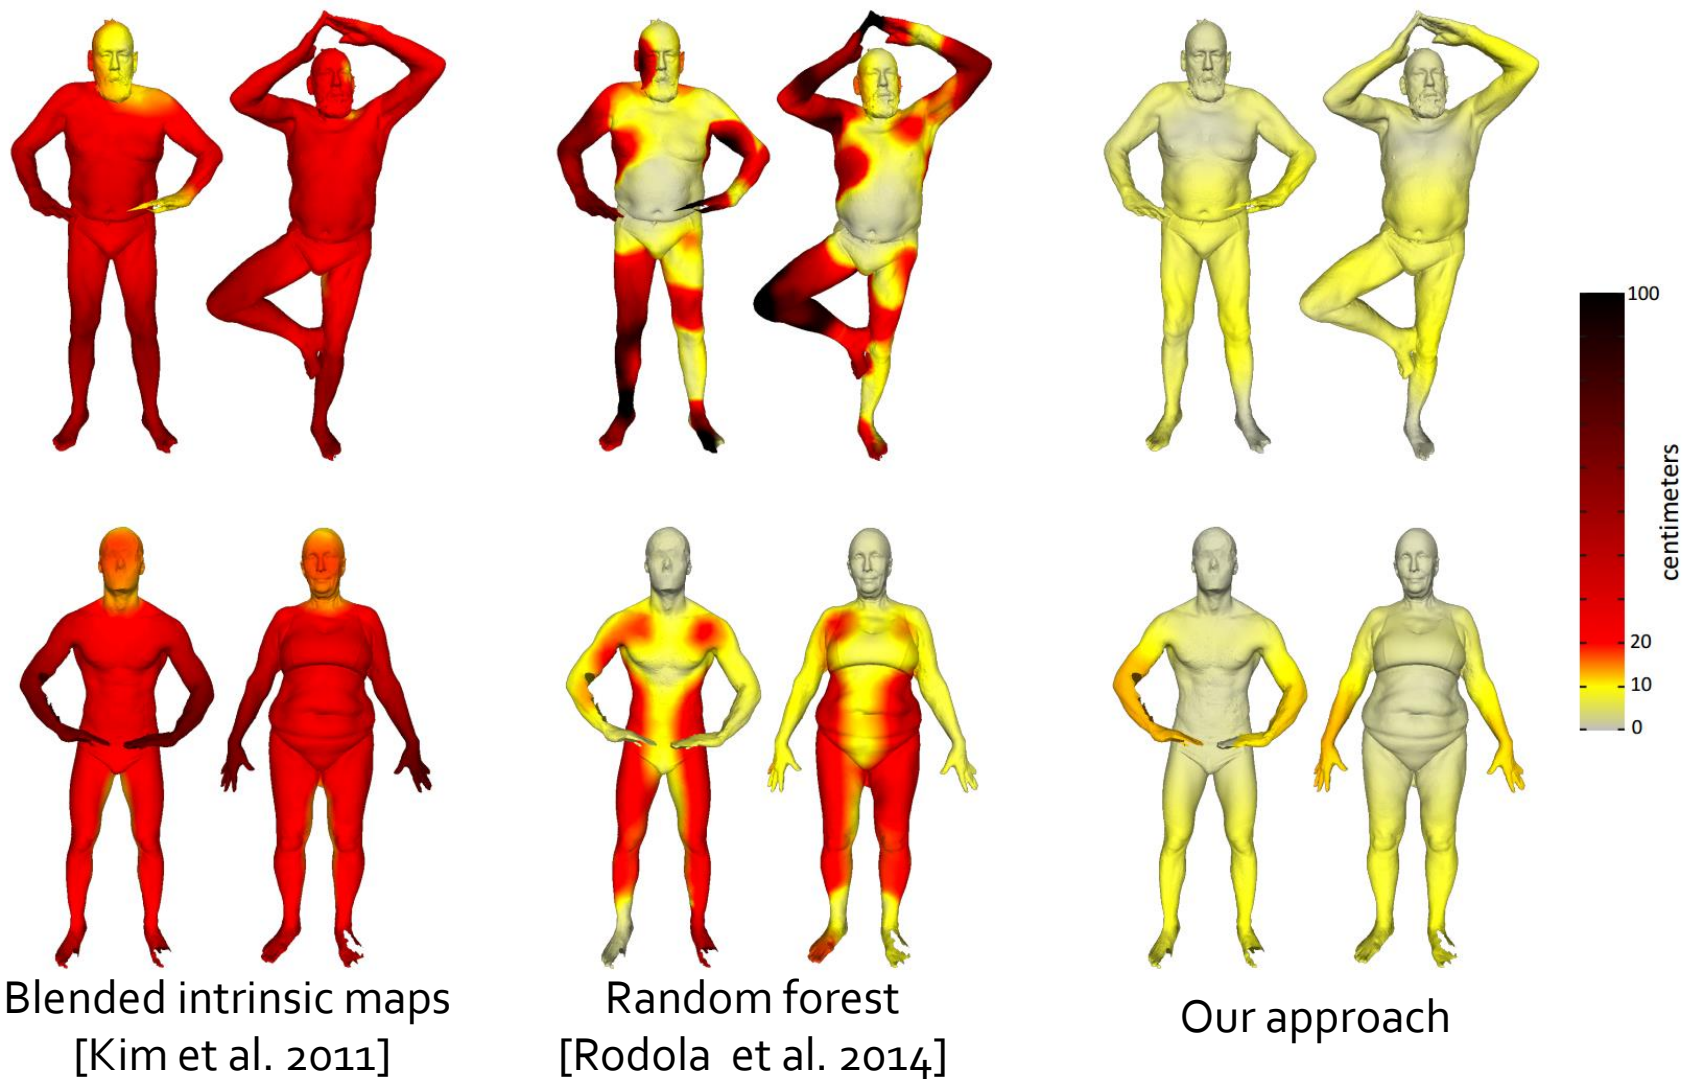 100
20
10
0
centimeters
Blended intrinsic maps
[Kim et al. 2011]
Random forest
[Rodola et al. 2014]
Our approach